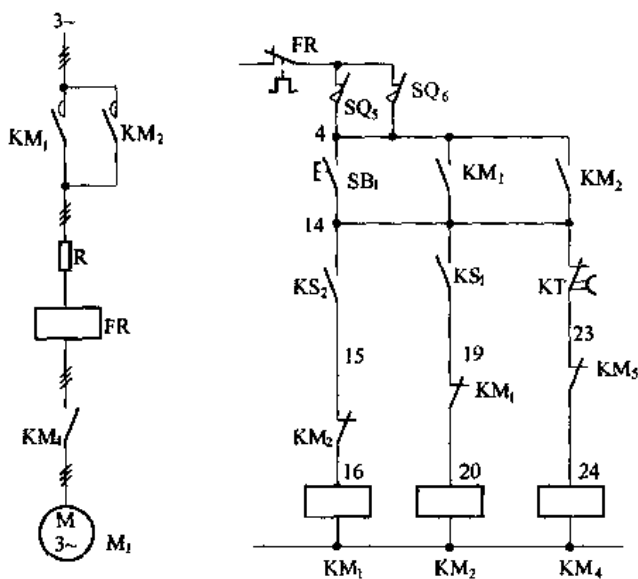 3~
KM₁
KM₂
R
FR
KM₄
M
3~
M₁
FR
SQ₅
SQ₆
4
SB₁
KM₁
KM₂
14
KS₂
KS₁
KT
23
15
19
KM₅
KM₁
KM₂
16
20
24
KM₁
KM₂
KM₄